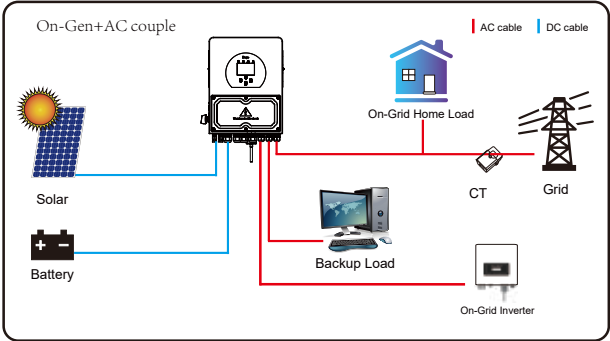 On-Gen+AC couple
AC cable
DC cable
On-Grid Home Load
CT
Grid
Solar
Backup Load
Battery
On-Grid Inverter